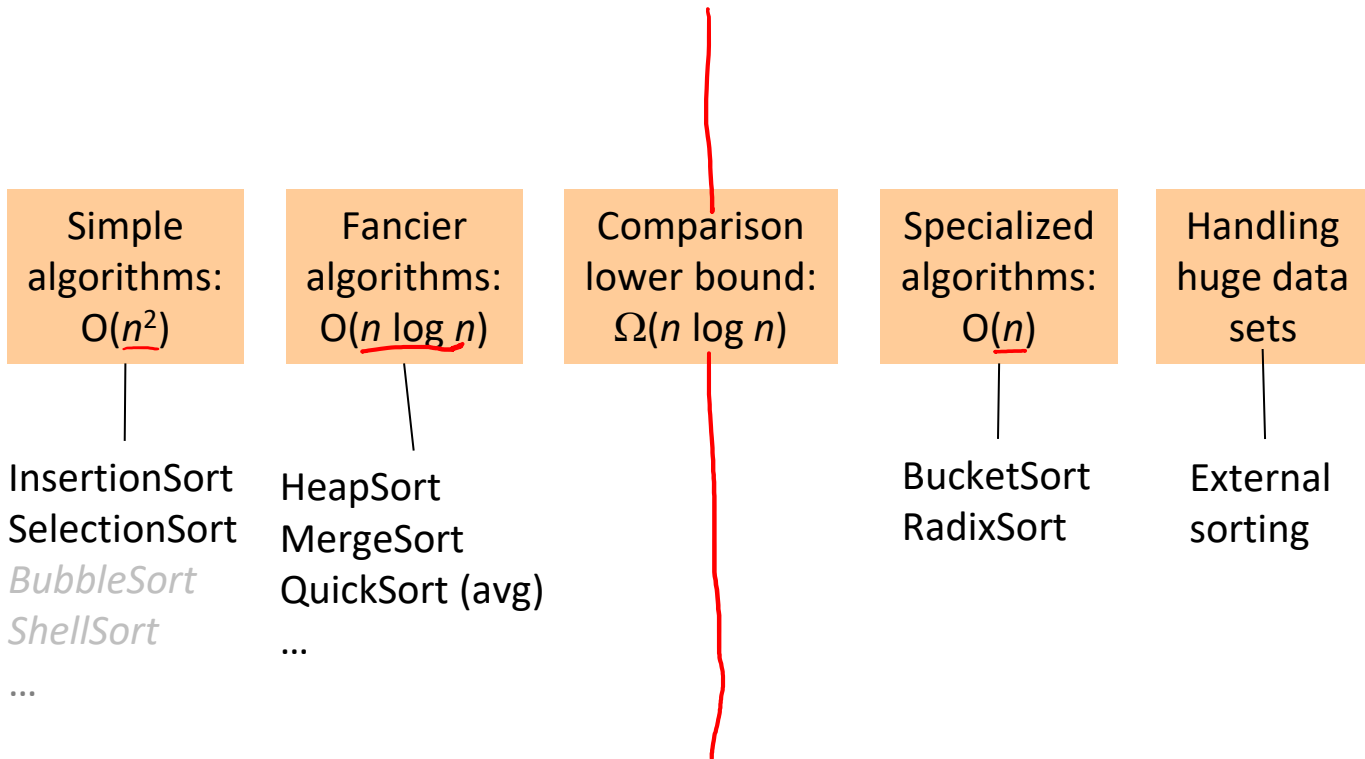 Simple
algorithms:
O(n²)
Fancier
algorithms:
O(n log n)
Comparison
lower bound:
Ω(n log n)
Specialized
algorithms:
O(n)
Handling
huge data
sets
InsertionSort
SelectionSort
BubbleSort
ShellSort
…
HeapSort
MergeSort
QuickSort (avg)
…
BucketSort
RadixSort
External
sorting